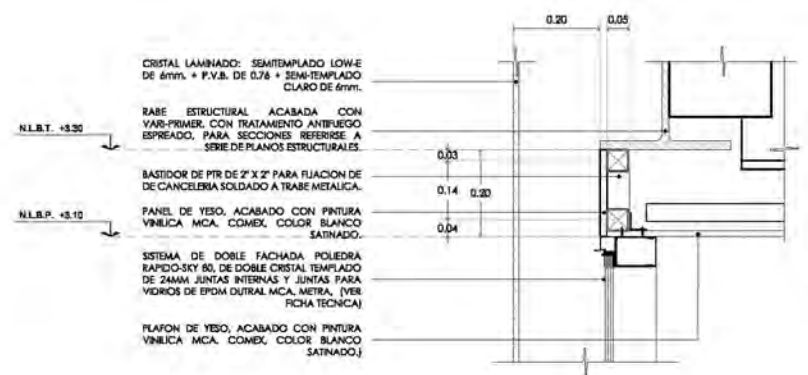 0.20
0.05
CRISTAL LAMINADO: SEMITEMPLADO LOW-E
DE 6mm. + P.V.B. DE 0.76 + SEMI-TEMPLADO
CLARO DE 6mm.
RABE ESTRUCTURAL ACABADA CON
VARI-PRIMER, CON TRATAMIENTO ANTIFUEGO
ESPREADO, PARA SECCIONES REFERIRSE A
SERIE DE PLANOS ESTRUCTURALES.
N.L.B.T. +3.30
0.03
BASTIDOR DE PTR DE 2" X 2" PARA FIJACION DE
DE CANCELERIA SOLDADO A TRABE METALICA.
0.14
0.20
N.L.B.P. +3.10
PANEL DE YESO, ACABADO CON PINTURA
VINILICA MCA. COMEX, COLOR BLANCO
SATINADO.
0.04
SISTEMA DE DOBLE FACHADA POLIEDRA
RAPIDO-SKY 60, DE DOBLE CRISTAL TEMPLADO
DE 24MM JUNTAS INTERNAS Y JUNTAS PARA
VIDRIOS DE EPDM DUTRAL MCA. METRA, (VER
FICHA TECNICA)
PLAFON DE YESO, ACABADO CON PINTURA
VINILICA MCA. COMEX, COLOR BLANCO
SATINADO.)